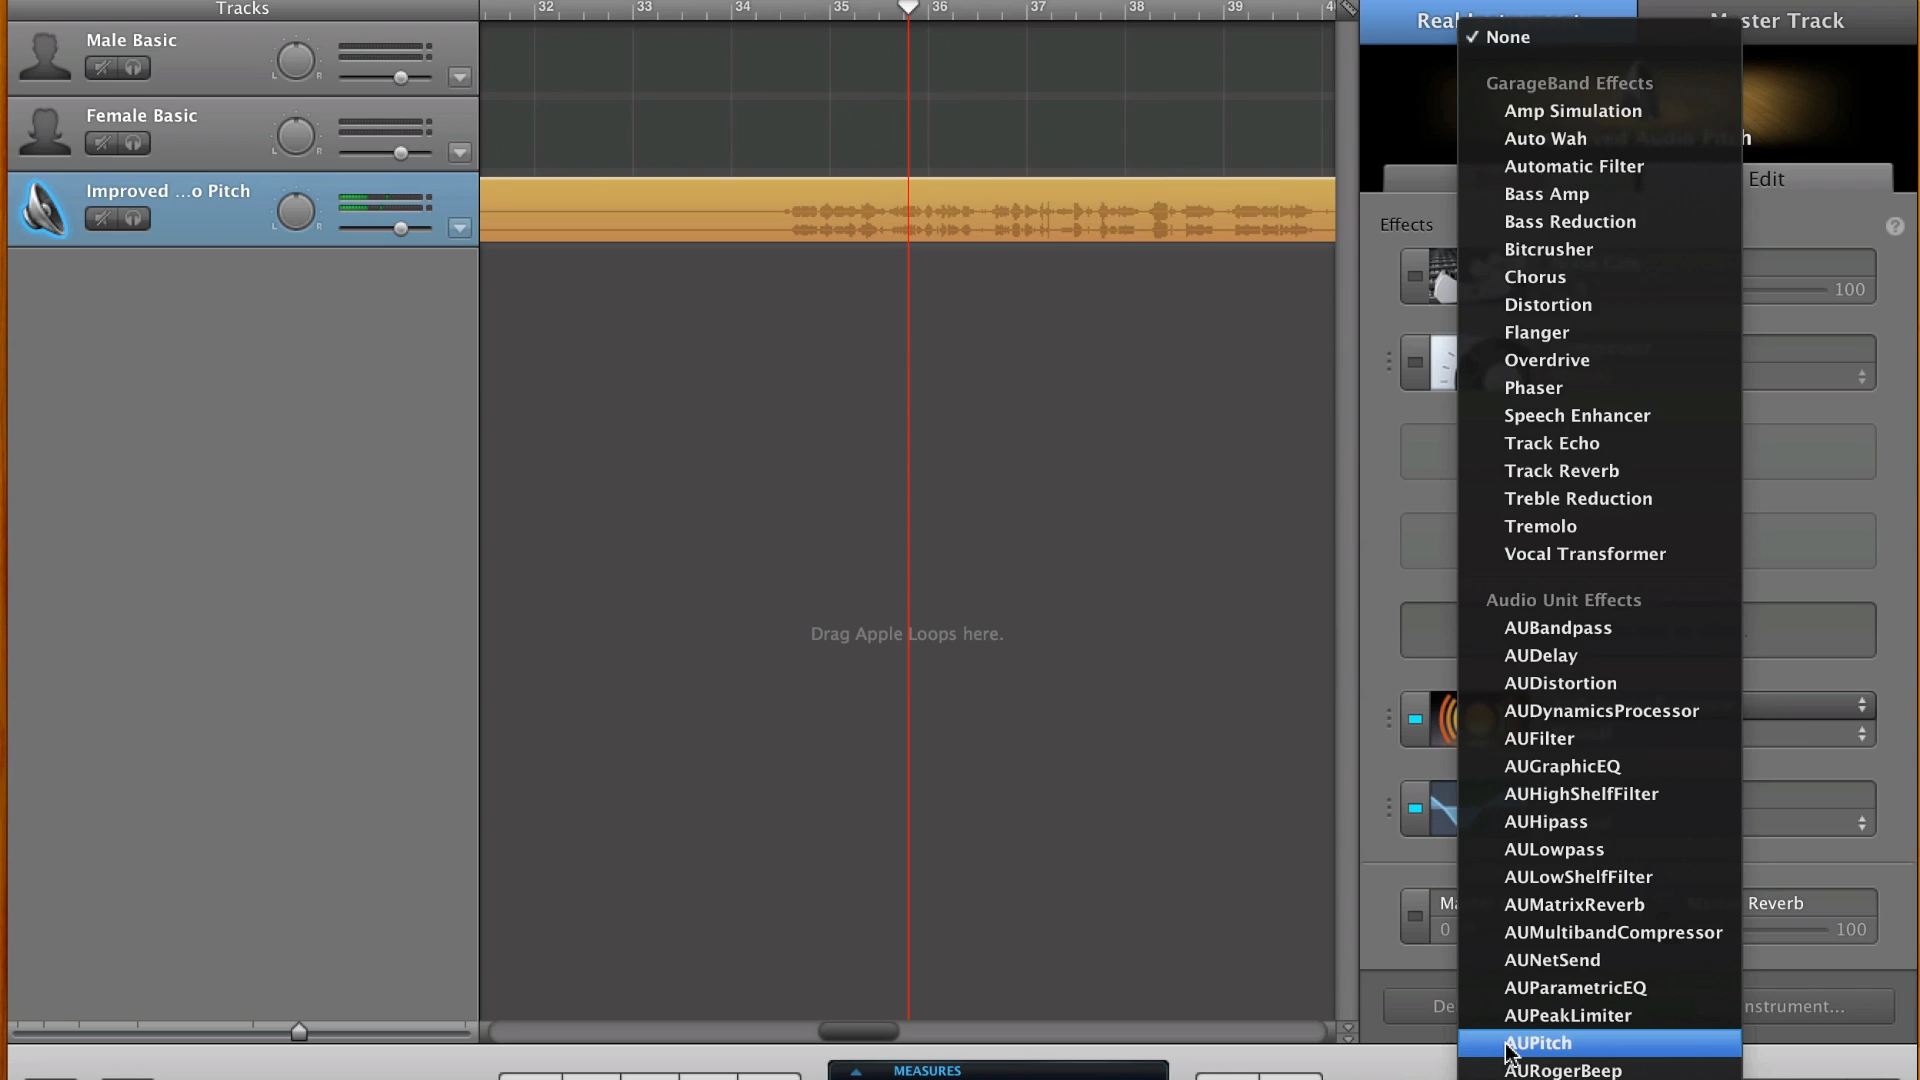 Tracks
32 33 34 35 36 37 38 39
Male Basic
L R
Female Basic
L R
Improved ...o Pitch
L R
Drag Apple Loops here.
MEASURES
Master Track
Edit
Effects
?
100
Reverb
0 100
nstrument...
✓ None
GarageBand Effects
Amp Simulation
Auto Wah
Automatic Filter
Bass Amp
Bass Reduction
Bitcrusher
Chorus
Distortion
Flanger
Overdrive
Phaser
Speech Enhancer
Track Echo
Track Reverb
Treble Reduction
Tremolo
Vocal Transformer
Audio Unit Effects
AUBandpass
AUDelay
AUDistortion
AUDynamicsProcessor
AUFilter
AUGraphicEQ
AUHighShelfFilter
AUHipass
AULowpass
AULowShelfFilter
AUMatrixReverb
AUMultibandCompressor
AUNetSend
AUParametricEQ
AUPeakLimiter
AUPitch
AURogerBeep